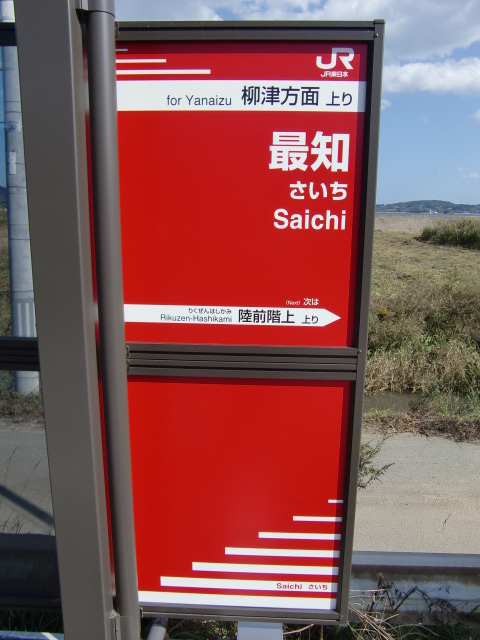 JR
JR東日本
for Yanaizu 柳津方面 上り
最知
さいち
Saichi
(Next) 次は
りくぜんはしかみ
Rikuzen-Hashikami 陸前階上 上り
Saichi さいち